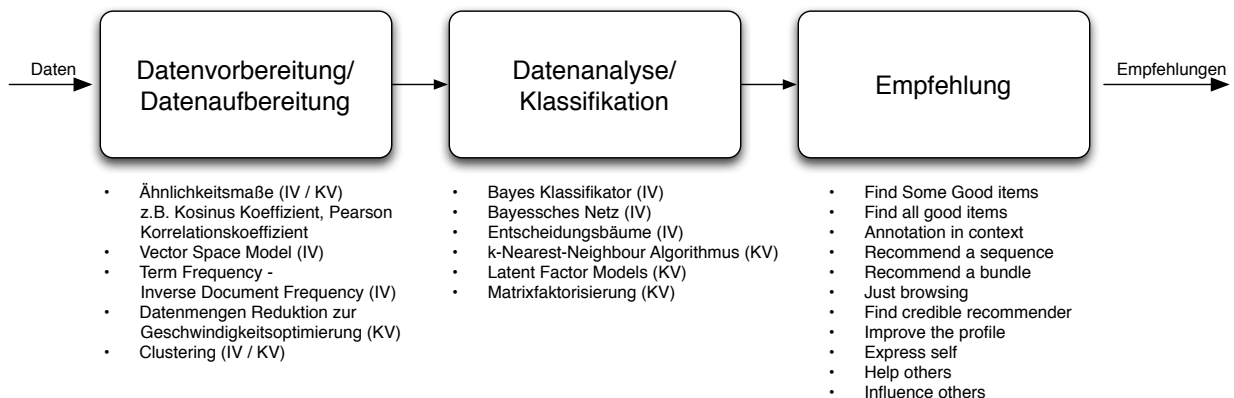 Daten
Datenvorbereitung/
Datenaufbereitung
Datenanalyse/
Klassifikation
Empfehlung
Empfehlungen
• Ähnlichkeitsmaße (IV / KV)
z.B. Kosinus Koeffizient, Pearson
Korrelationskoeffizient
• Vector Space Model (IV)
• Term Frequency -
Inverse Document Frequency (IV)
• Datenmengen Reduktion zur
Geschwindigkeitsoptimierung (KV)
• Clustering (IV / KV)
• Bayes Klassifikator (IV)
• Bayessches Netz (IV)
• Entscheidungsbäume (IV)
• k-Nearest-Neighbour Algorithmus (KV)
• Latent Factor Models (KV)
• Matrixfaktorisierung (KV)
• Find Some Good items
• Find all good items
• Annotation in context
• Recommend a sequence
• Recommend a bundle
• Just browsing
• Find credible recommender
• Improve the profile
• Express self
• Help others
• Influence others